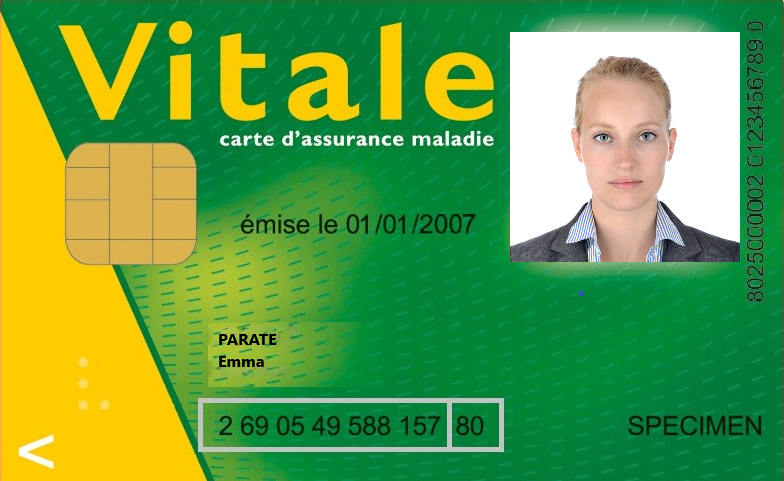 Vitale
carte d'assurance maladie
émise le 01/01/2007
8025000002 0123456789 0
PARATE
Emma
2 69 05 49 588 157 80
SPECIMEN